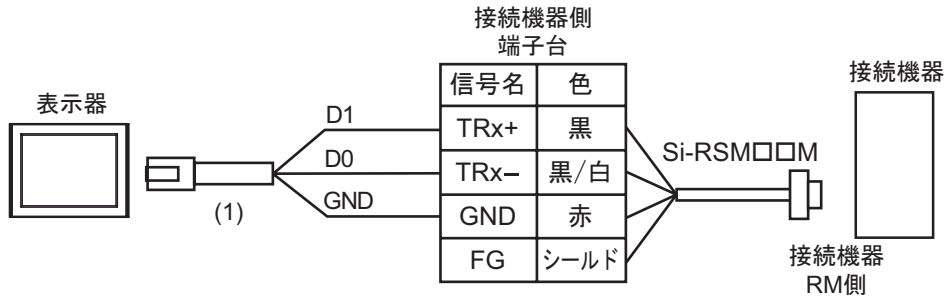 接続機器側
端子台
信号名 色
TRx+ 黒
TRx− 黒/白
GND 赤
FG シールド
表示器
D1
D0
GND
(1)
Si-RSM□□M
接続機器
接続機器
RM側